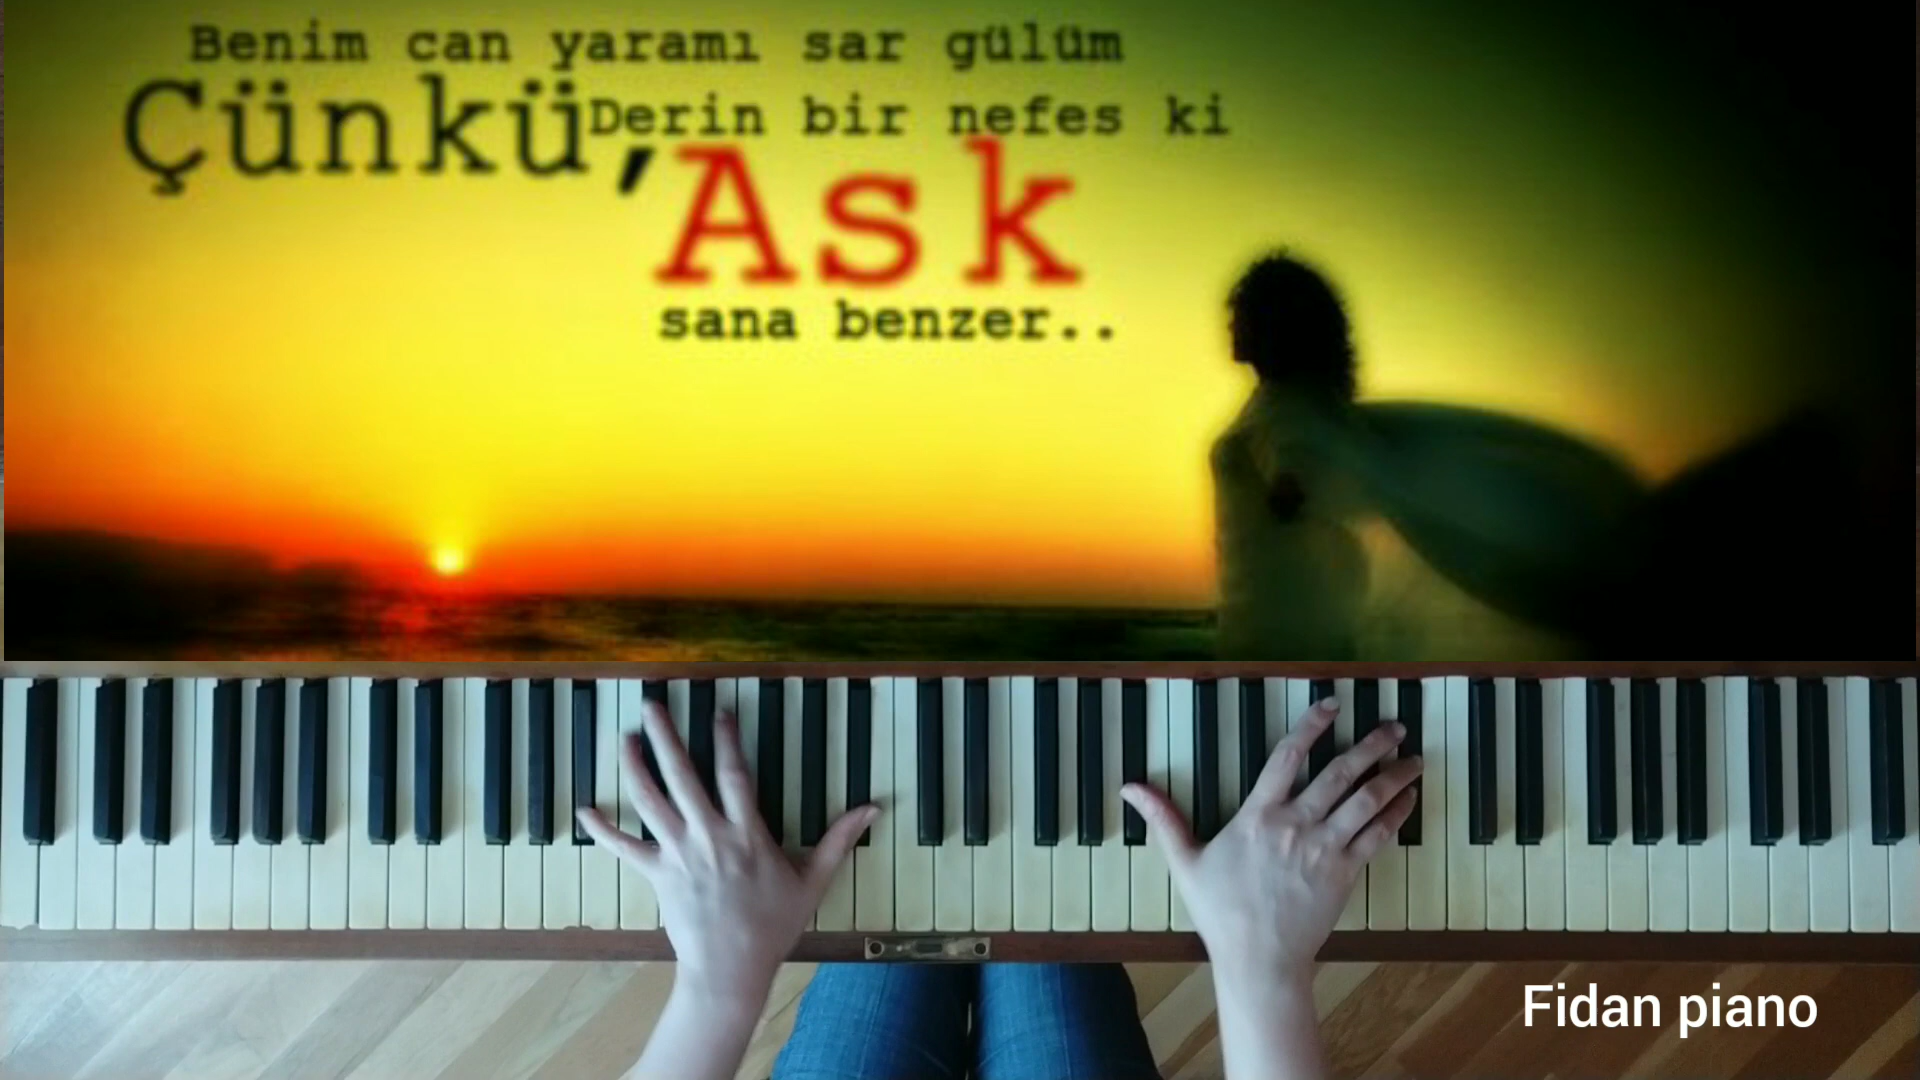 Benim can yaramı sar gülüm
Çünkü,
Derin bir nefes ki
Ask
sana benzer..
Fidan piano